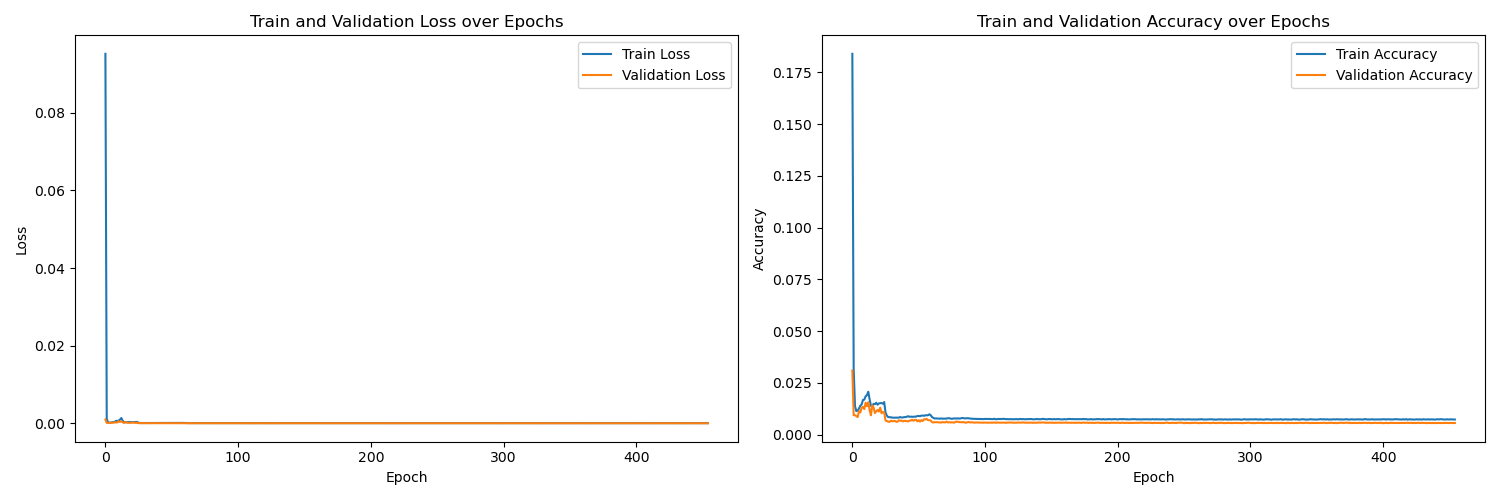 Train and Validation Loss over Epochs
Train Loss
Validation Loss
0.08
0.06
0.04
0.02
0.00
Loss
0
100
200
300
400
Epoch
Train and Validation Accuracy over Epochs
Train Accuracy
Validation Accuracy
0.175
0.150
0.125
0.100
0.075
0.050
0.025
0.000
Accuracy
0
100
200
300
400
Epoch